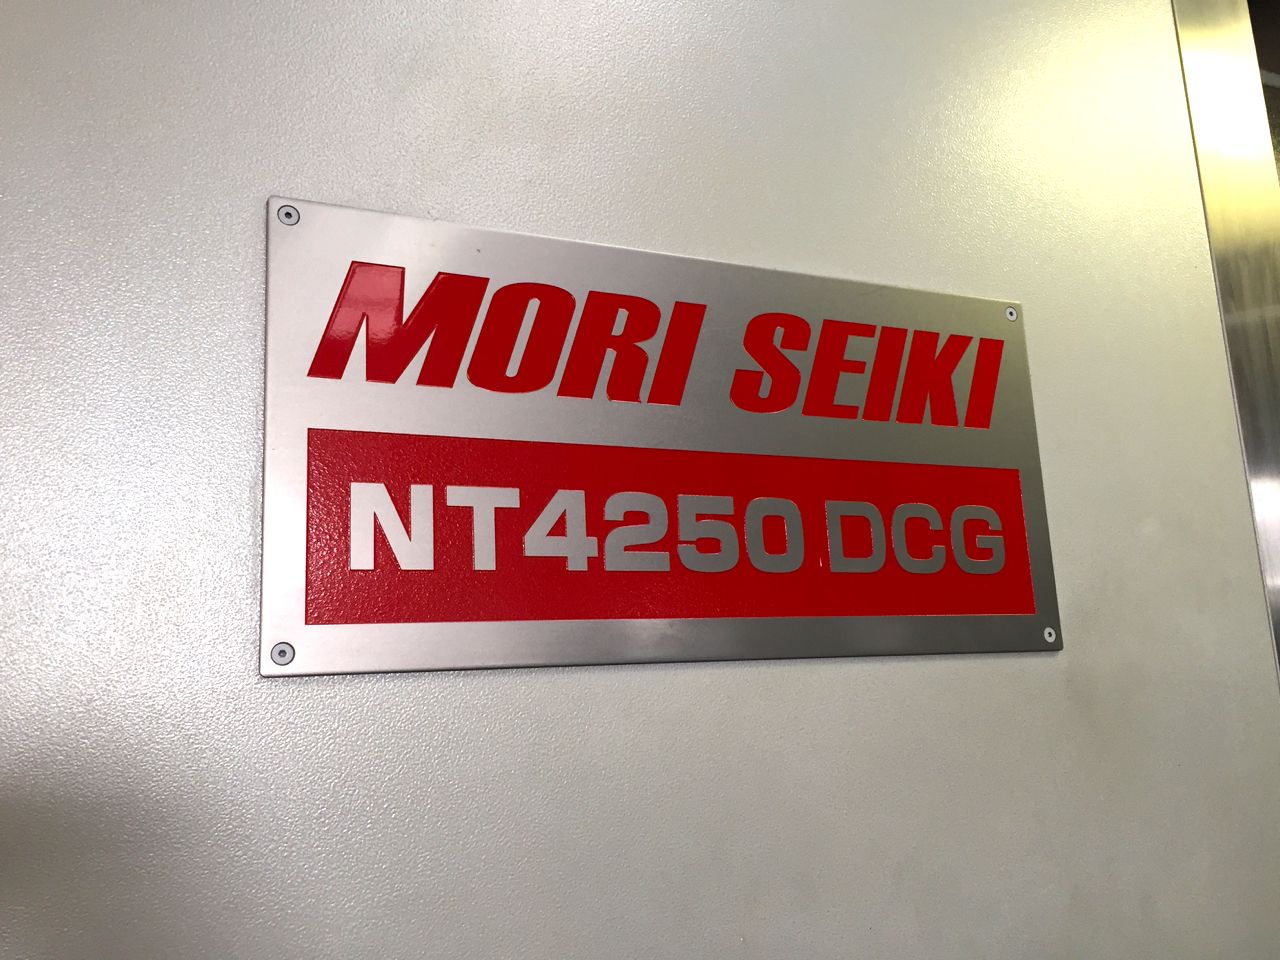 MORI SEIKI
NT4250 DCG